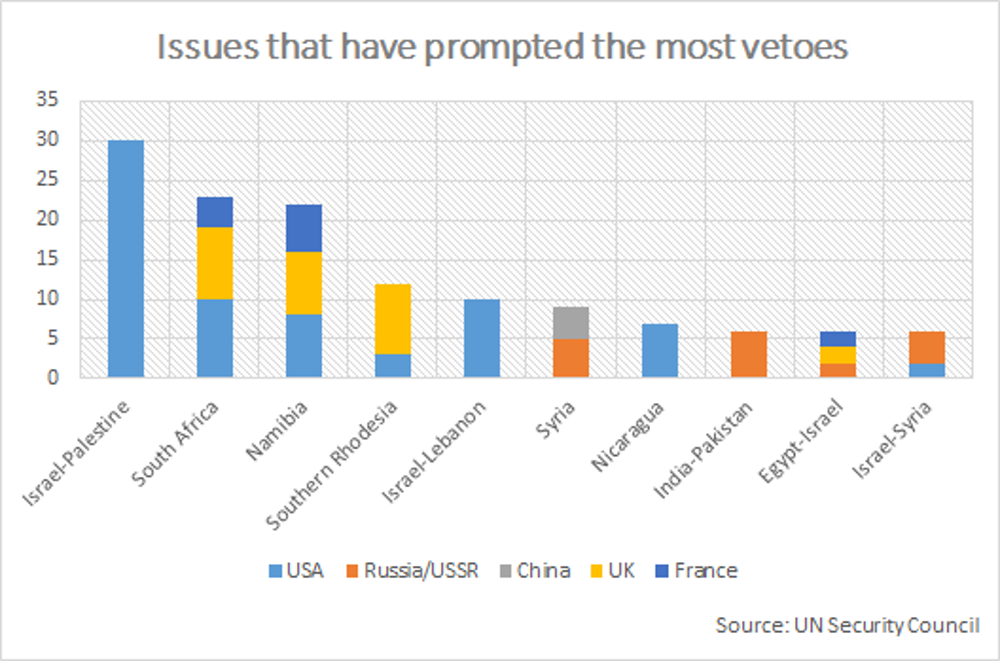 Issues that have prompted the most vetoes
35
30
25
20
15
10
5
0
Israel-Palestine
South Africa
Namibia
Southern Rhodesia
Israel-Lebanon
Syria
Nicaragua
India-Pakistan
Egypt-Israel
Israel-Syria
USA Russia/USSR China UK France
Source: UN Security Council